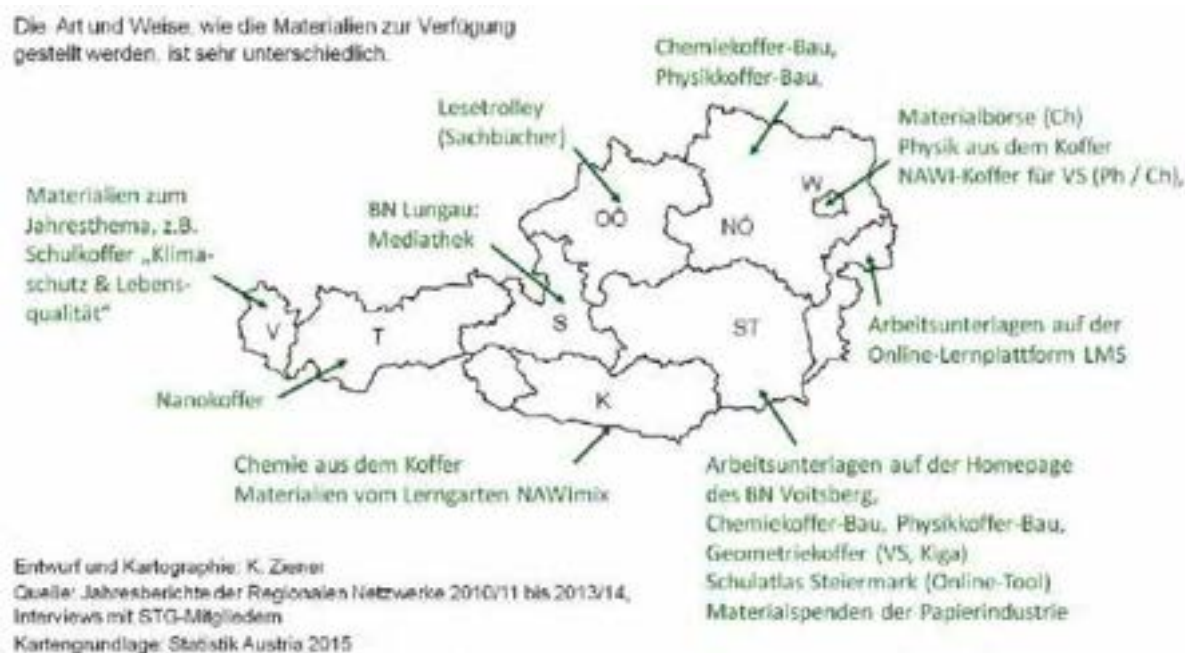 Die Art und Weise, wie die Materialien zur Verfügung
gestellt werden, ist sehr unterschiedlich.
Chemiekoffer-Bau,
Physikkoffer-Bau,
Lesetrolley
(Sachbücher)
Materialbörse (Ch)
Physik aus dem Koffer
NAWI-Koffer für VS (Ph / Ch),
Materialien zum
Jahresthema, z.B.
Schulkoffer „Klima-
schutz & Lebens-
qualität“
BN Lungau:
Mediathek
W
OÖ
NÖ
V
T
S
ST
K
Arbeitsunterlagen auf der
Online-Lernplattform LMS
Nanokoffer
Chemie aus dem Koffer
Materialien vom Lerngarten NAWImix
Arbeitsunterlagen auf der Homepage
des BN Voitsberg,
Chemiekoffer-Bau, Physikkoffer-Bau,
Geometriekoffer (VS, Kiga)
Schulatlas Steiermark (Online-Tool)
Materialspenden der Papierindustrie
Entwurf und Kartographie: K. Ziener
Quelle: Jahresberichte der Regionalen Netzwerke 2010/11 bis 2013/14,
Interviews mit STG-Mitgliedern
Kartengrundlage: Statistik Austria 2015